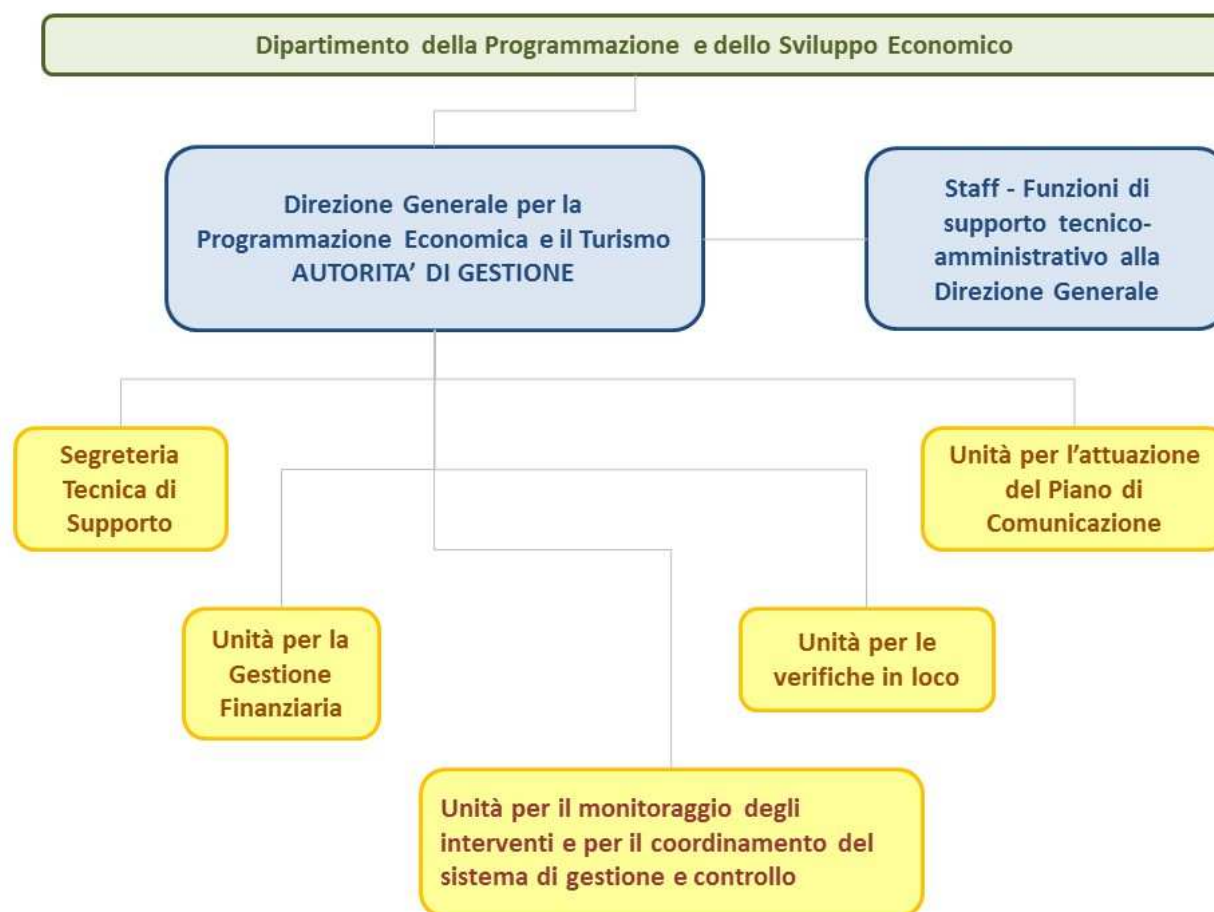 Dipartimento della Programmazione e dello Sviluppo Economico
Direzione Generale per la
Programmazione Economica e il Turismo
AUTORITA’ DI GESTIONE
Staff - Funzioni di
supporto tecnico-
amministrativo alla
Direzione Generale
Segreteria
Tecnica di
Supporto
Unità per l’attuazione
del Piano di
Comunicazione
Unità per la
Gestione
Finanziaria
Unità per le
verifiche in loco
Unità per il monitoraggio degli
interventi e per il coordinamento del
sistema di gestione e controllo